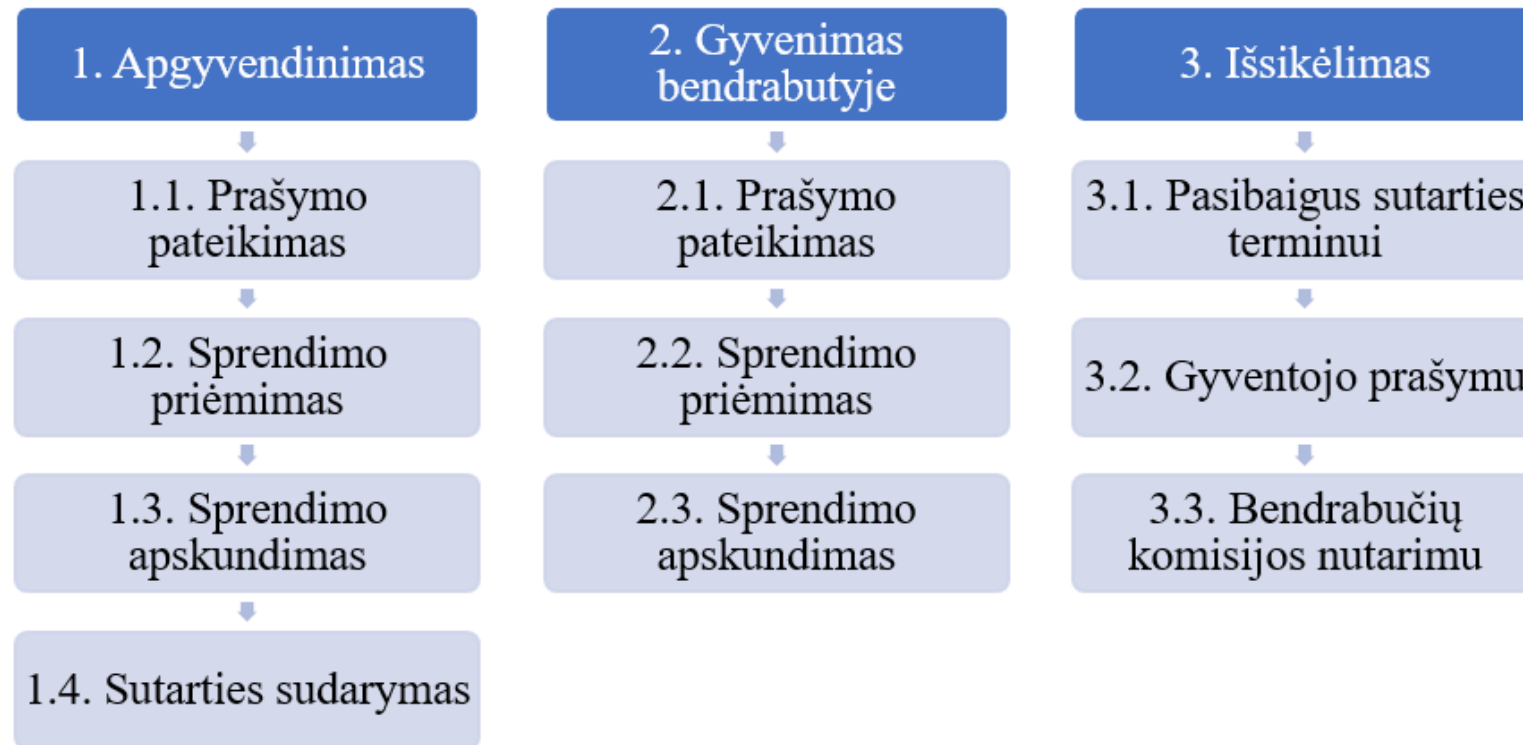 1. Apgyvendinimas
1.1. Prašymo
pateikimas
1.2. Sprendimo
priėmimas
1.3. Sprendimo
apskundimas
1.4. Sutarties sudarymas
2. Gyvenimas
bendrabutyje
2.1. Prašymo
pateikimas
2.2. Sprendimo
priėmimas
2.3. Sprendimo
apskundimas
3. Išsikėlimas
3.1. Pasibaigus sutarties
terminui
3.2. Gyventojo prašymu
3.3. Bendrabučių
komisijos nutarimu